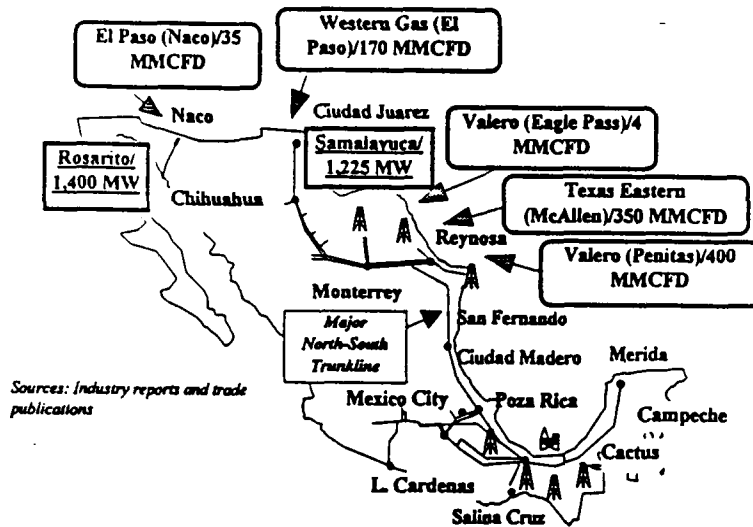 El Paso (Naco)/35
MMCFD
Western Gas (El
Paso)/170 MMCFD
Naco
Ciudad Juarez
Valero (Eagle Pass)/4
MMCFD
Rosarito/
1,400 MW
Samalayuca/
1,225 MW
Chihuahua
Texas Eastern
(McAllen)/350 MMCFD
Reynosa
Valero (Penitas)/400
MMCFD
Monterrey
Major
North-South
Trunkline
San Fernando
Ciudad Madero
Merida
Sources: Industry reports and trade
publications
Mexico City
Poza Rica
Campeche
Cactus
L. Cardenas
Salina Cruz